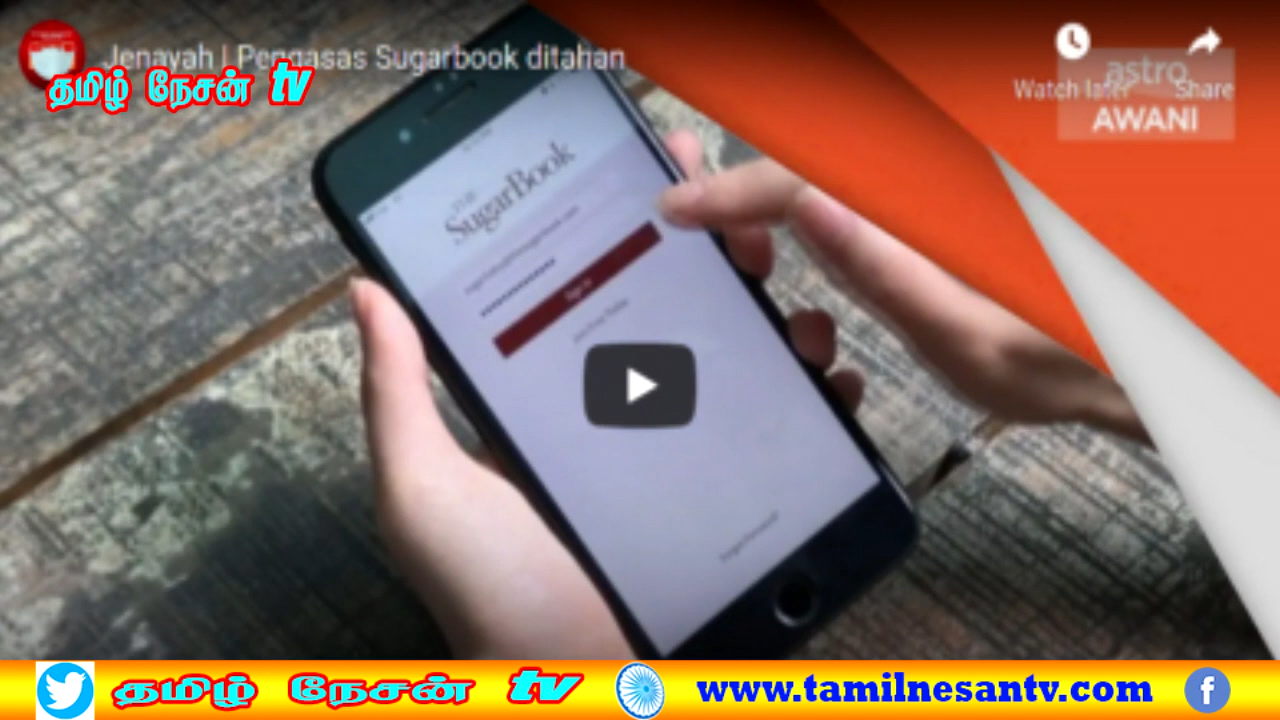 Jenayah | Pengasas Sugarbook ditahan
தமிழ் நேசன் tv
Watch later
Share
astro
AWANI
THE
SugarBook
Sign In
தமிழ் நேசன் tv
www.tamilnesantv.com